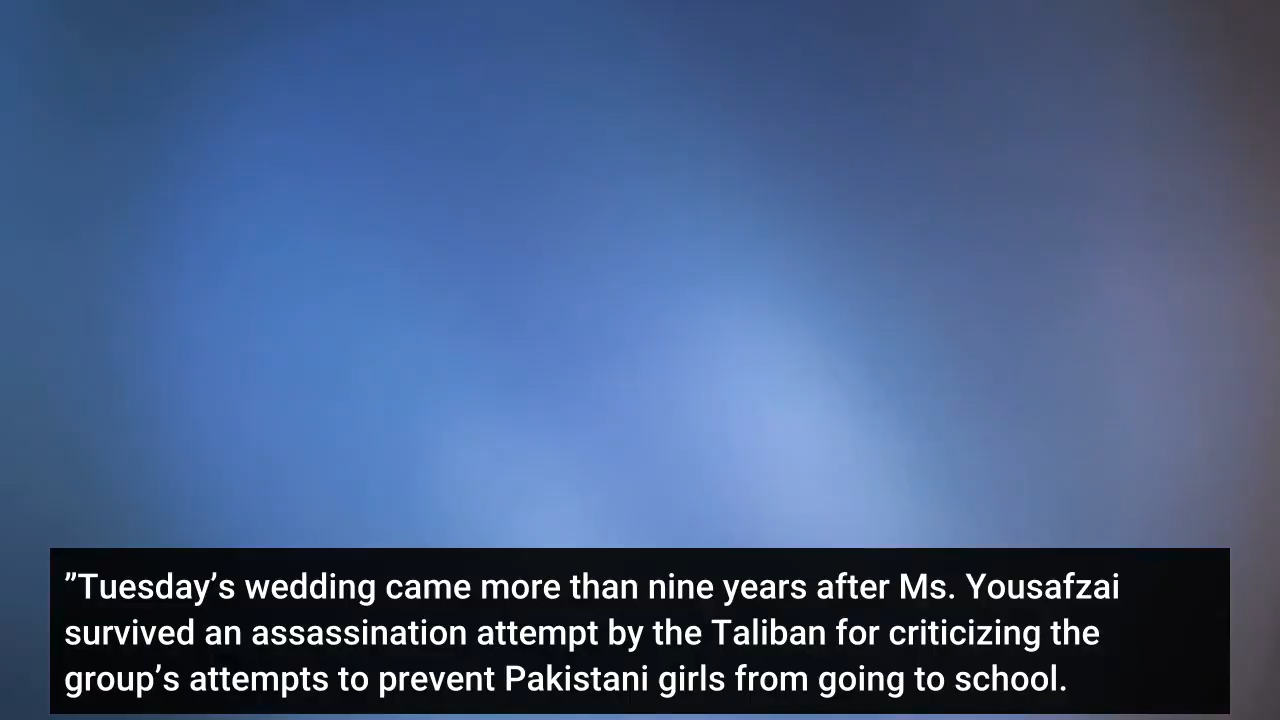 ”Tuesday’s wedding came more than nine years after Ms. Yousafzai
survived an assassination attempt by the Taliban for criticizing the
group’s attempts to prevent Pakistani girls from going to school.